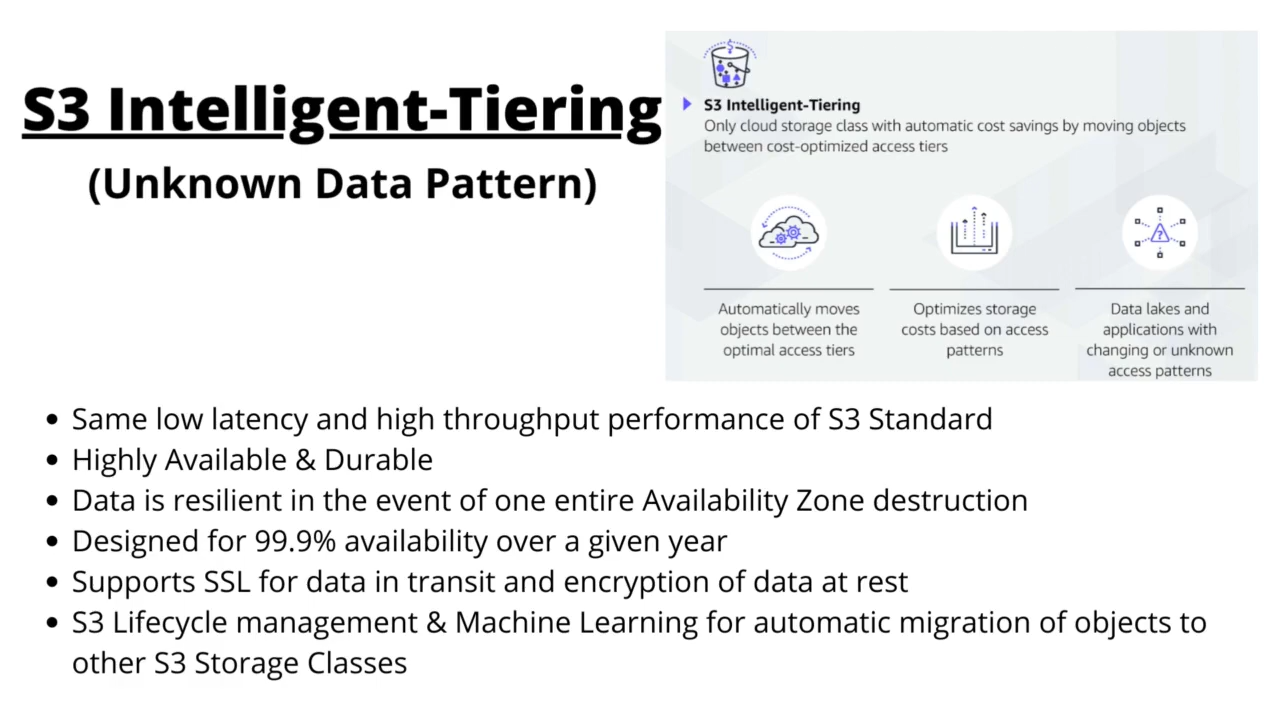 S3 Intelligent-Tiering
(Unknown Data Pattern)
$
S3 Intelligent-Tiering
Only cloud storage class with automatic cost savings by moving objects
between cost-optimized access tiers
?
Automatically moves
objects between the
optimal access tiers
Optimizes storage
costs based on access
patterns
Data lakes and
applications with
changing or unknown
access patterns
• Same low latency and high throughput performance of S3 Standard
• Highly Available & Durable
• Data is resilient in the event of one entire Availability Zone destruction
• Designed for 99.9% availability over a given year
• Supports SSL for data in transit and encryption of data at rest
• S3 Lifecycle management & Machine Learning for automatic migration of objects to
other S3 Storage Classes